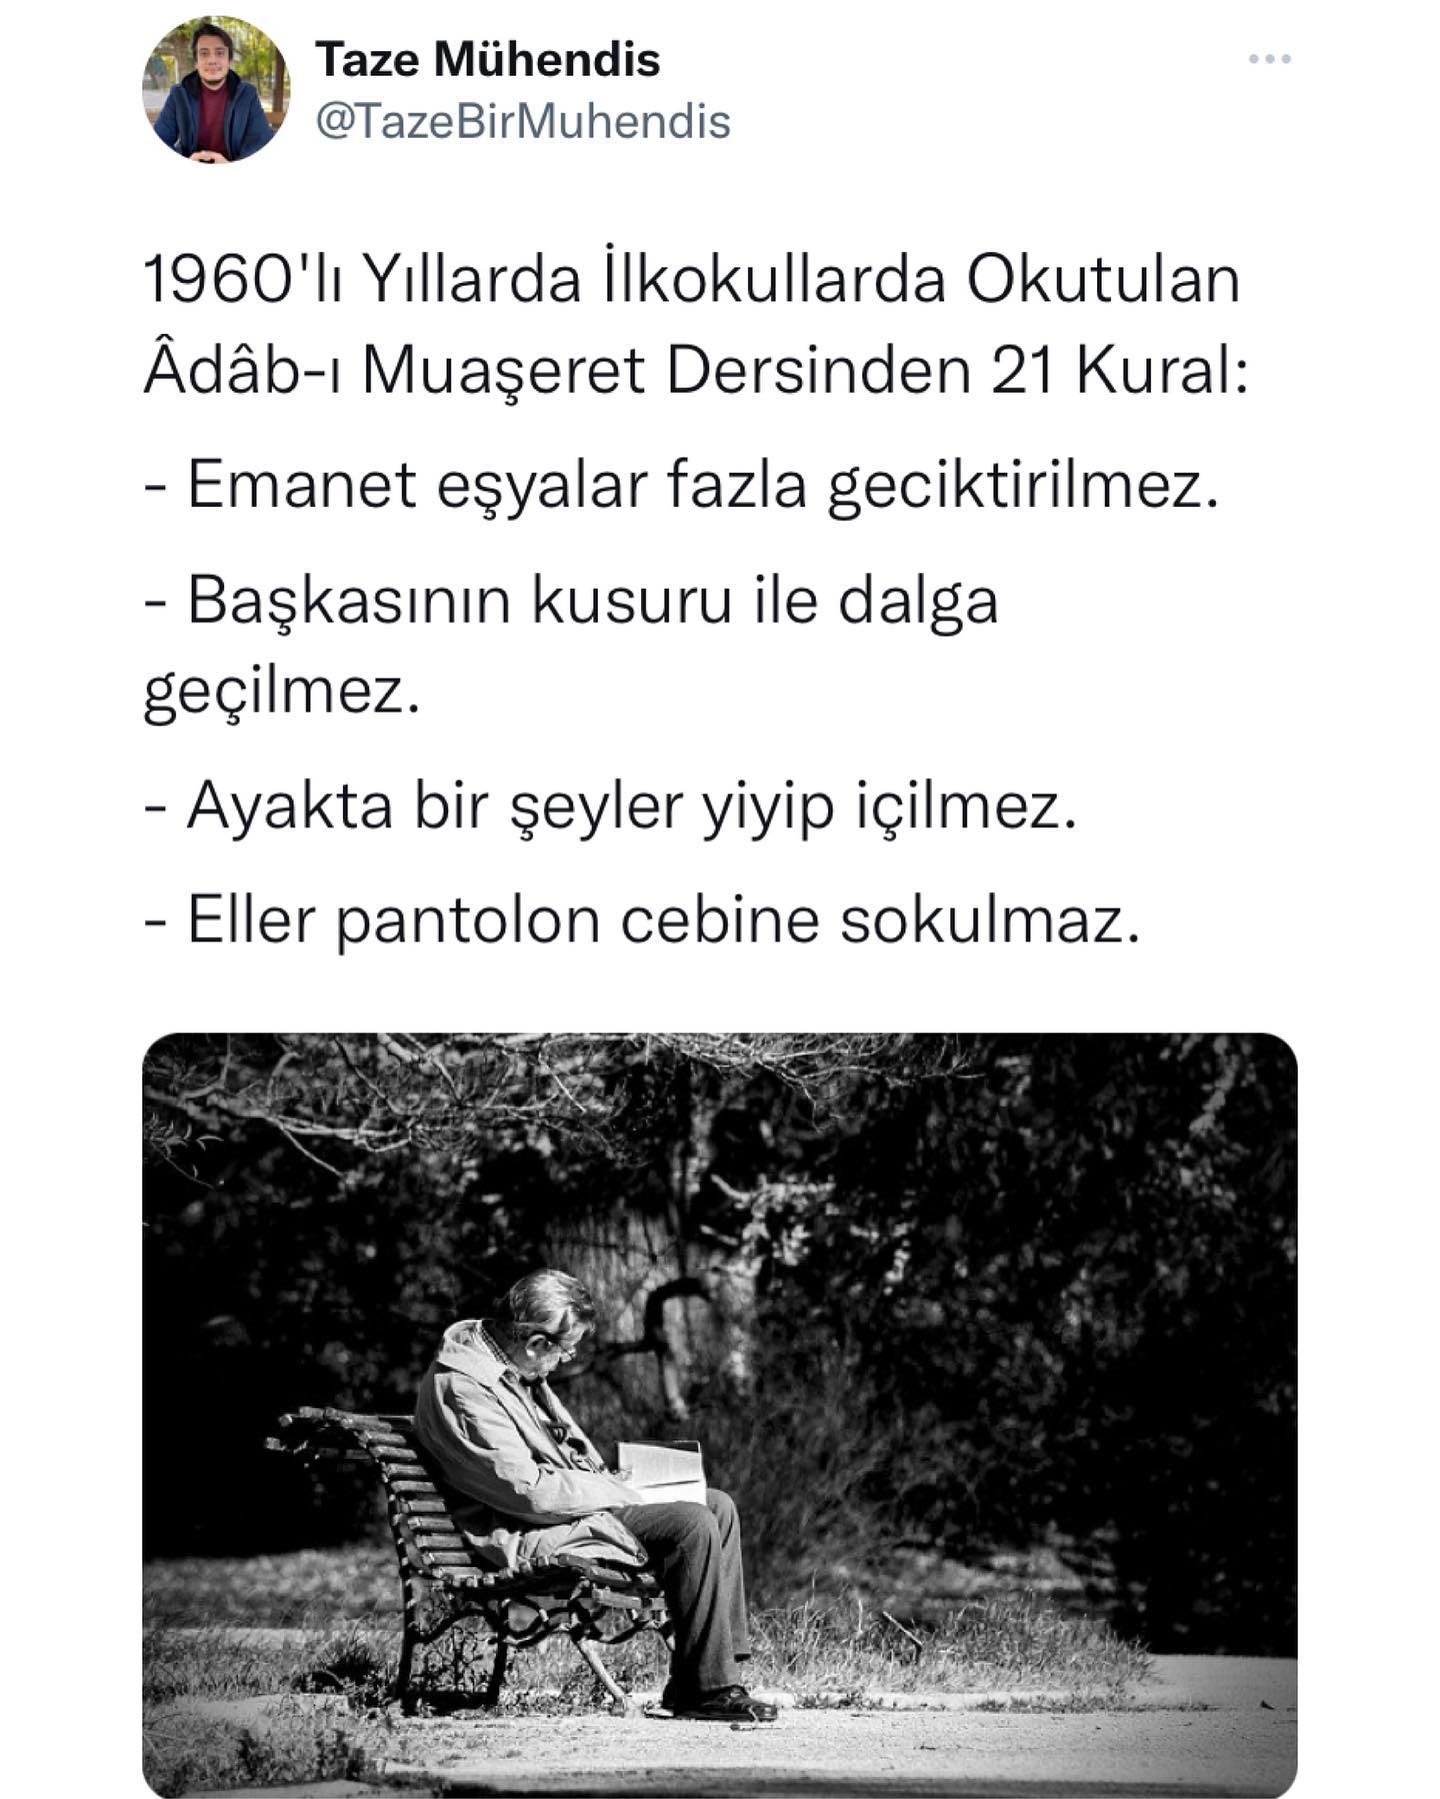 Taze Mühendis
@TazeBirMuhendis
1960'lı Yıllarda İlkokullarda Okutulan
Âdâb-ı Muaşeret Dersinden 21 Kural:
- Emanet eşyalar fazla geciktirilmez.
- Başkasının kusuru ile dalga
geçilmez.
- Ayakta bir şeyler yiyip içilmez.
- Eller pantolon cebine sokulmaz.